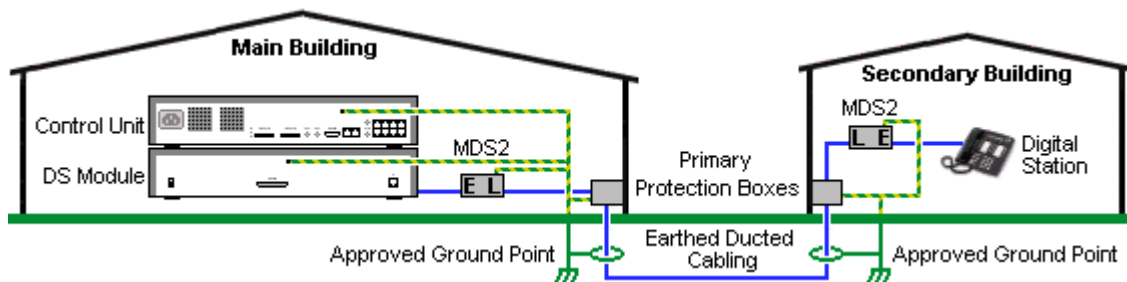 Main Building
Secondary Building
Control Unit
DS Module
MDS2
E L
Primary
Protection Boxes
MDS2
L E
Digital
Station
Approved Ground Point
Earthed Ducted
Cabling
Approved Ground Point